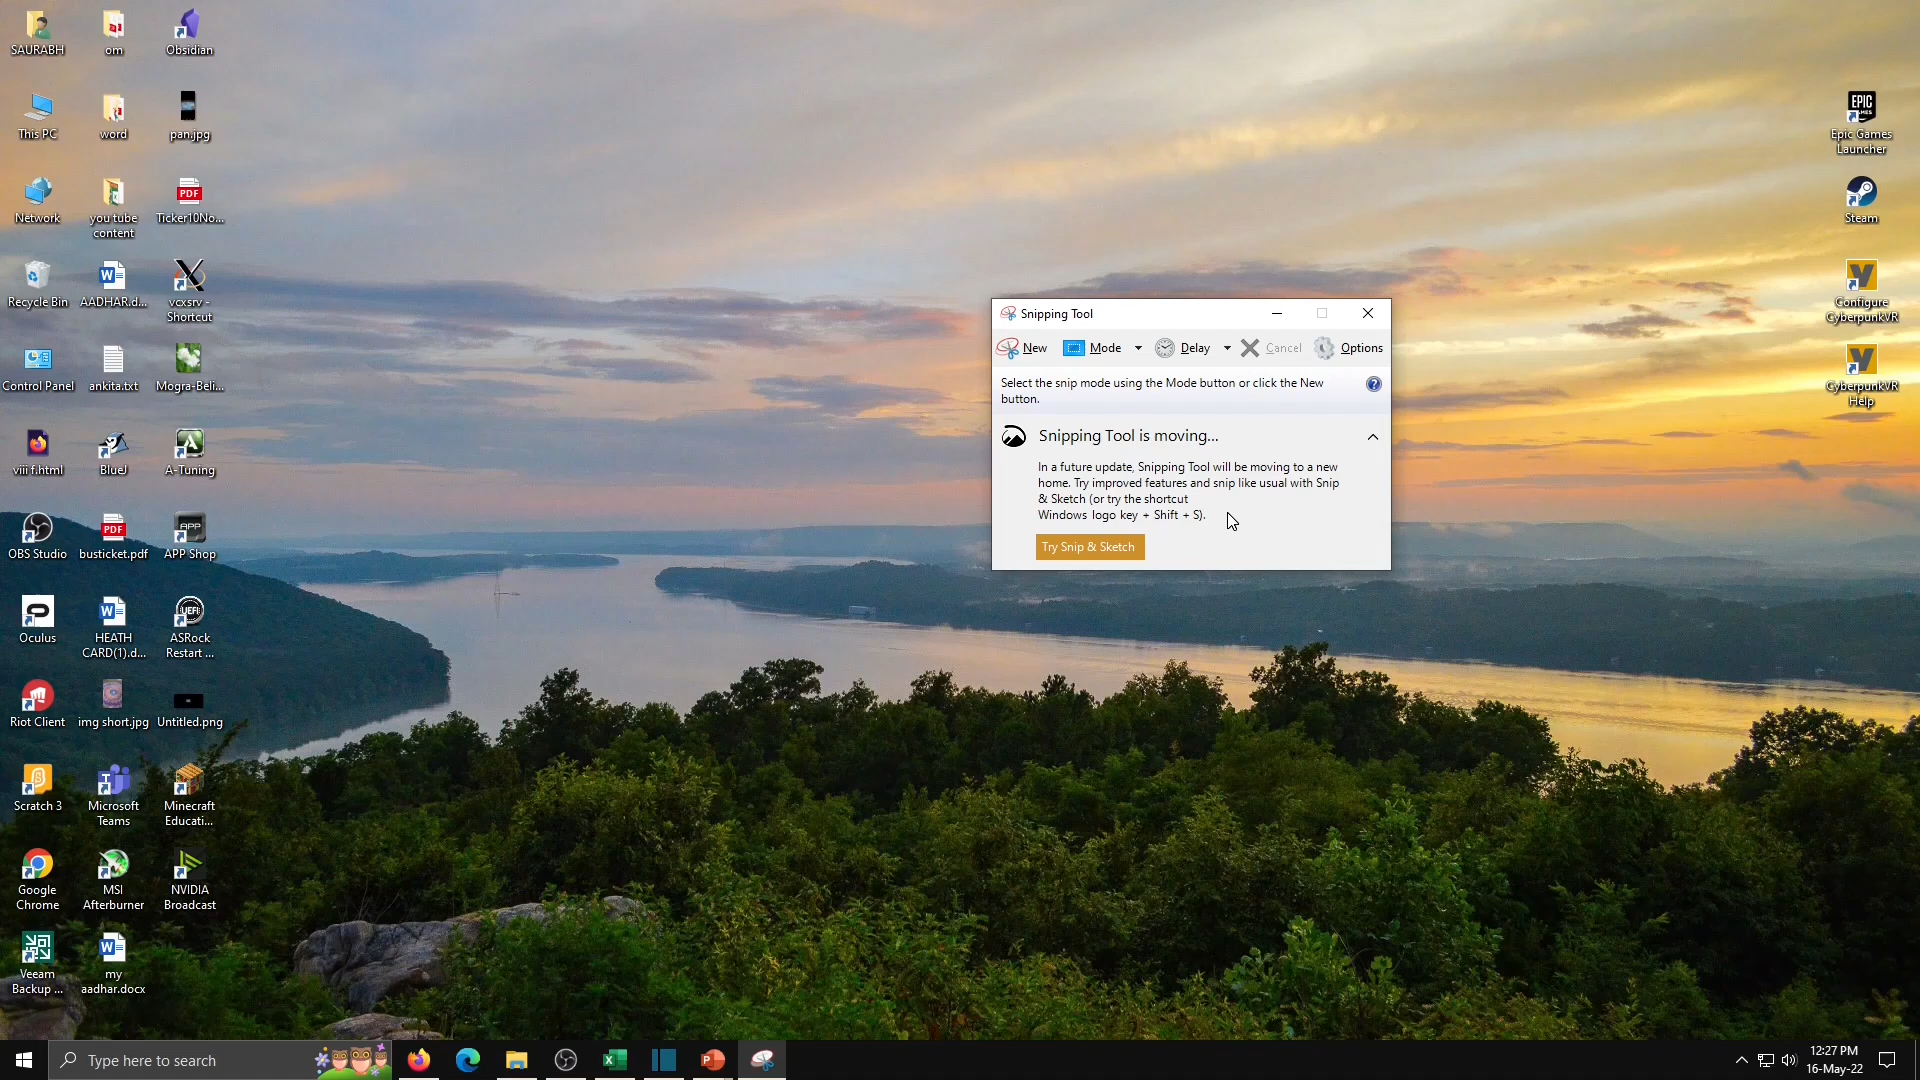 SAURABH
om
Obsidian
This PC
word
pan.jpg
Network
you tube
content
PDF
Ticker10No...
Recycle Bin
AADHAR.d...
vcxsrv -
Shortcut
Control Panel
ankita.txt
Mogra-Beli...
viii f.html
BlueJ
A-Tuning
OBS Studio
PDF
busticket.pdf
APP
APP Shop
Oculus
HEATH
CARD(1).d...
UEFI
ASRock
Restart ...
Riot Client
img short.jpg
Untitled.png
Scratch 3
Microsoft
Teams
Minecraft
Educati...
Google
Chrome
MSI
Afterburner
NVIDIA
Broadcast
Veeam
Backup ...
my
aadhar.docx
EPIC
GAMES
Epic Games
Launcher
Steam
Configure
CyberpunkVR
CyberpunkVR
Help
Snipping Tool
New
Mode
Delay
Cancel
Options
Select the snip mode using the Mode button or click the New
button.
Snipping Tool is moving...
In a future update, Snipping Tool will be moving to a new
home. Try improved features and snip like usual with Snip
& Sketch (or try the shortcut
Windows logo key + Shift + S).
Try Snip & Sketch
Type here to search
12:27 PM
16-May-22